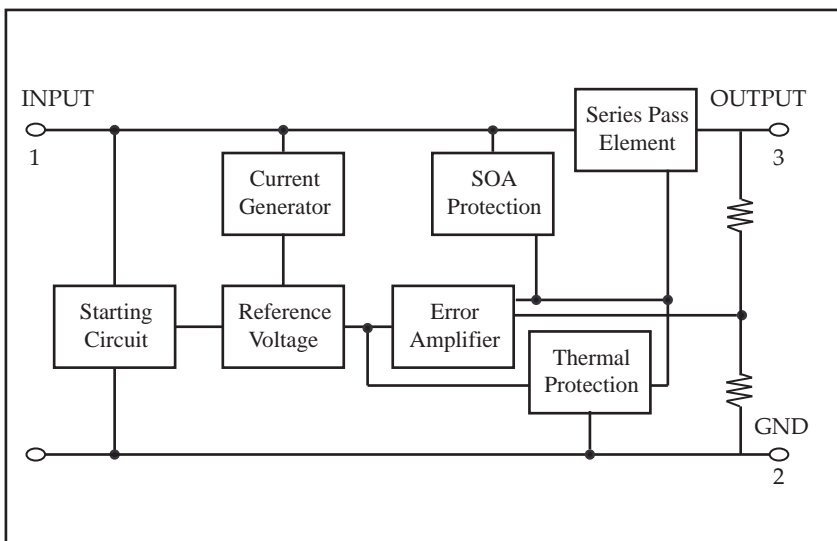 INPUT
1
Series Pass
Element
OUTPUT
3
Current
Generator
SOA
Protection
Starting
Circuit
Reference
Voltage
Error
Amplifier
Thermal
Protection
GND
2